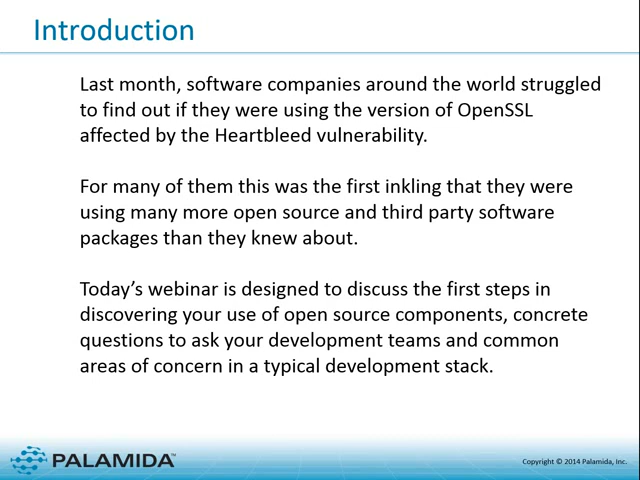 Introduction
Last month, software companies around the world struggled
to find out if they were using the version of OpenSSL
affected by the Heartbleed vulnerability.
For many of them this was the first inkling that they were
using many more open source and third party software
packages than they knew about.
Today’s webinar is designed to discuss the first steps in
discovering your use of open source components, concrete
questions to ask your development teams and common
areas of concern in a typical development stack.
PALAMIDA™
Copyright © 2014 Palamida, Inc.